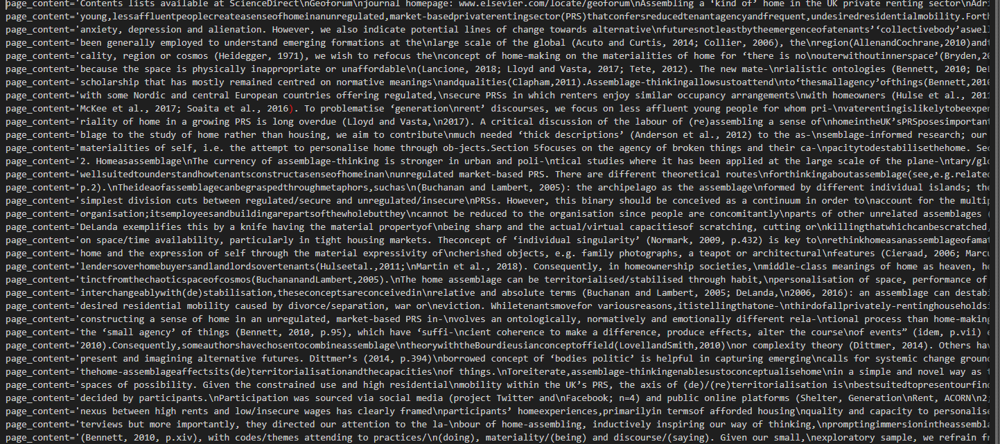 page_content='Contents lists available at ScienceDirect\nGeoforum\njournal homepage: www.elsevier.com/locate/geoforum\nAssembling a ‘kind of’ home in the UK private renting sector\nAdri
page_content='young,lessaffluentpeoplecreateasenseofhomeinanunregulated,market-basedprivaterentingsector(PRS)thatconfersreducedtenantagencyandfrequent,undesiredresidentialmobility.Forth
page_content='anxiety, depression and alienation. However, we also indicate potential lines of change towards alternative\nfuturesnotleastbytheemergenceofatenants’‘collectivebody’aswell
page_content='been generally employed to understand emerging formations at the\nlarge scale of the global (Acuto and Curtis, 2014; Collier, 2006), the\nregion(AllenandCochrane,2010)andt
page_content='cality, region or cosmos (Heidegger, 1971), we wish to refocus the\nconcept of home-making on the materialities of home for ‘there is no\nouterwithoutinnerspace’(Bryden,20
page_content='because the space is physically inappropriate or unaffordable\n(Lancione, 2018; Lloyd and Vasta, 2017; Tete, 2012). The new mate-\nrialistic ontologies (Bennett, 2010; DeL
page_content='scholarship that has mostly remained centred on normative meanings\nandqualities(Clapham,2011).Assemblage-thinkingallowsustoattend\nto‘thesmallagency’ofthings(Bennett,2010
page_content='with some Nordic and central European countries offering regulated,\nsecure PRSs in which renters enjoy similar occupancy arrangements\nwith homeowners (Hulse et al., 2011
page_content='McKee et al., 2017; Soaita et al., 2016). To problematise ‘generation\nrent’ discourses, we focus on less affluent young people for whom pri-\nvaterentingislikelytobeexper
page_content='riality of home in a growing PRS is long overdue (Lloyd and Vasta,\n2017). A critical discussion of the labour of (re)assembling a sense of\nhomeintheUK’sPRSposesimportant
page_content='blage to the study of home rather than housing, we aim to contribute\nmuch needed ‘thick descriptions’ (Anderson et al., 2012) to the as-\nsemblage-informed research; our
page_content='materialities of self, i.e. the attempt to personalise home through ob-jects.Section 5focuses on the agency of broken things and their ca-\npacitytodestabilisethehome. Sec
page_content='2. Homeasassemblage\nThe currency of assemblage-thinking is stronger in urban and poli-\ntical studies where it has been applied at the large scale of the plane-\ntary/glo
page_content='wellsuitedtounderstandhowtenantsconstructasenseofhomeinan\nunregulated market-based PRS. There are different theoretical routes\nforthinkingaboutassemblage(see,e.g.related
page_content='p.2).\nTheideaofassemblagecanbegraspedthroughmetaphors,suchas\n(Buchanan and Lambert, 2005): the archipelago as the assemblage\nformed by different individual islands; the
page_content='simplest division cuts between regulated/secure and unregulated/insecure\nPRSs. However, this binary should be conceived as a continuum in order to\naccount for the multip
page_content='organisation;itsemployeesandbuildingarepartsofthewholebutthey\ncannot be reduced to the organisation since people are concomitantly\nparts of other unrelated assemblages (
page_content='DeLanda exemplifies this by a knife having the material propertyof\nbeing sharp and the actual/virtual capacitiesof scratching, cutting or\nkillingthatwhichcanbescratched,
page_content='on space/time availability, particularly in tight housing markets. Theconcept of ‘individual singularity’ (Normark, 2009, p.432) is key to\nrethinkhomeasanassemblageofamat
page_content='home and the expression of self through the material expressivity of\ncherished objects, e.g. family photographs, a teapot or architectural\nfeatures (Cieraad, 2006; Marcu
page_content='lendersoverhomebuyersandlandlordsovertenants(Hulseetal.,2011;\nMartin et al., 2018). Consequently, in homeownership societies,\nmiddle-class meanings of home as heaven, he
page_content='tinctfromthechaoticspaceofcosmos(BuchananandLambert,2005).\nThe home assemblage can be territorialised/stabilised through habit,\npersonalisation of space, performance of
page_content='interchangeablywith(de)stabilisation,theseconceptsareconceivedin\nrelative and absolute terms (Buchanan and Lambert, 2005; DeLanda,\n2006, 2016): an assemblage can destabi
page_content='desired residential mobility caused by divorce/separation, war or\neviction. Whiletenantsmovefor variousreasons,itistellingthatone-\nthirdofallprivately-rentinghouseholdsi
page_content='constructing a sense of home in an unregulated, market-based PRS in-\nvolves an ontologically, normatively and emotionally different rela-\ntional process than home-making
page_content='the ‘small agency’ of things (Bennett, 2010, p.95), which have ‘suffi-\ncient coherence to make a difference, produce effects, alter the course\nof events” (idem, p.vii) e
page_content='2010).Consequently,someauthorshavechosentocombineassemblage\ntheorywiththeBourdieusianconceptoffield(LovellandSmith,2010)\nor complexity theory (Dittmer, 2014). Others hav
page_content='present and imagining alternative futures. Dittmer’s (2014, p.394)\nborrowed concept of ‘bodies politic’ is helpful in capturing emerging\ncalls for systemic change groun
page_content='thehome-assemblageaffectsits(de)territorialisationandthecapacities\nof things.\nToreiterate,assemblage-thinkingenablesustoconceptualisehome\nin a simple and novel way as t
page_content='spaces of possibility. Given the constrained use and high residential\nmobility within the UK’s PRS, the axis of (de)/(re)territorialisation is\nbestsuitedtopresentourfin
page_content='decided by participants.\nParticipation was sourced via social media (project Twitter and\nFacebook; n=4) and public online platforms (Shelter, Generation\nRent, ACORN\n2;
page_content='nexus between high rents and low/insecure wages has clearly framed\nparticipants’ homeexperiences,primarilyin termsof afforded housing\nquality and capacity to personalise
page_content='terviews but more importantly, they directed our attention to the la-\nbour of home-assembling, inductively inspiring our way of thinking,\npromptingimmersionintheassembla
page_content='(Bennett, 2010, p.xiv), with codes/themes attending to practices/\n(doing), materiality/(being) and discourse/(saying). Given our small,\nexploratory sample, we refrain fr